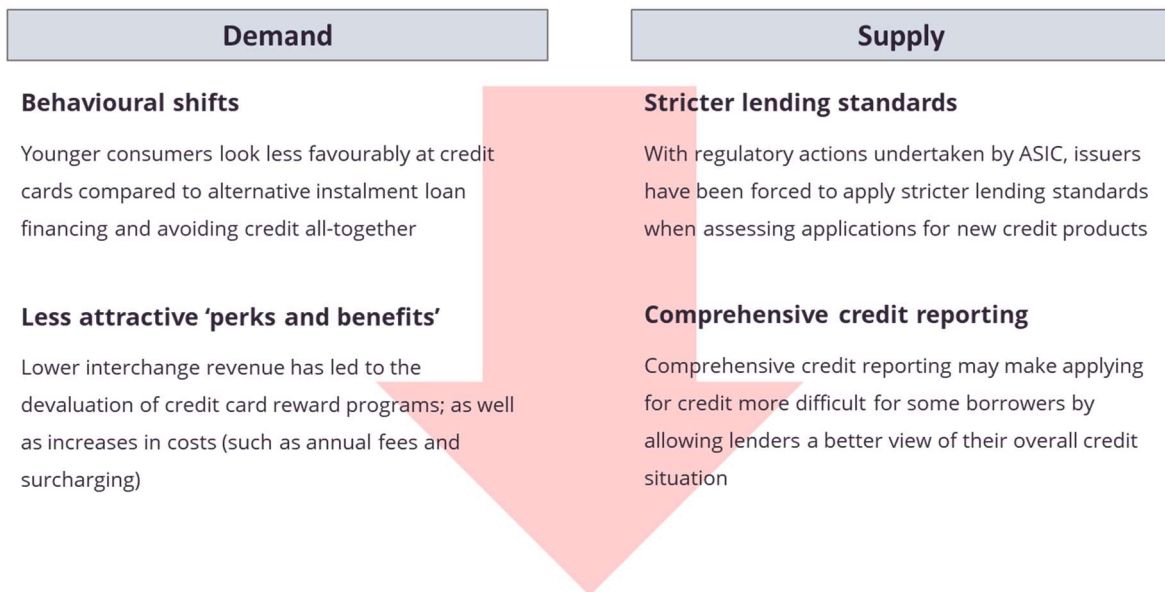 Demand
Behavioural shifts
Younger consumers look less favourably at credit
cards compared to alternative instalment loan
financing and avoiding credit all-together
Less attractive ‘perks and benefits’
Lower interchange revenue has led to the
devaluation of credit card reward programs; as well
as increases in costs (such as annual fees and
surcharging)
Supply
Stricter lending standards
With regulatory actions undertaken by ASIC, issuers
have been forced to apply stricter lending standards
when assessing applications for new credit products
Comprehensive credit reporting
Comprehensive credit reporting may make applying
for credit more difficult for some borrowers by
allowing lenders a better view of their overall credit
situation